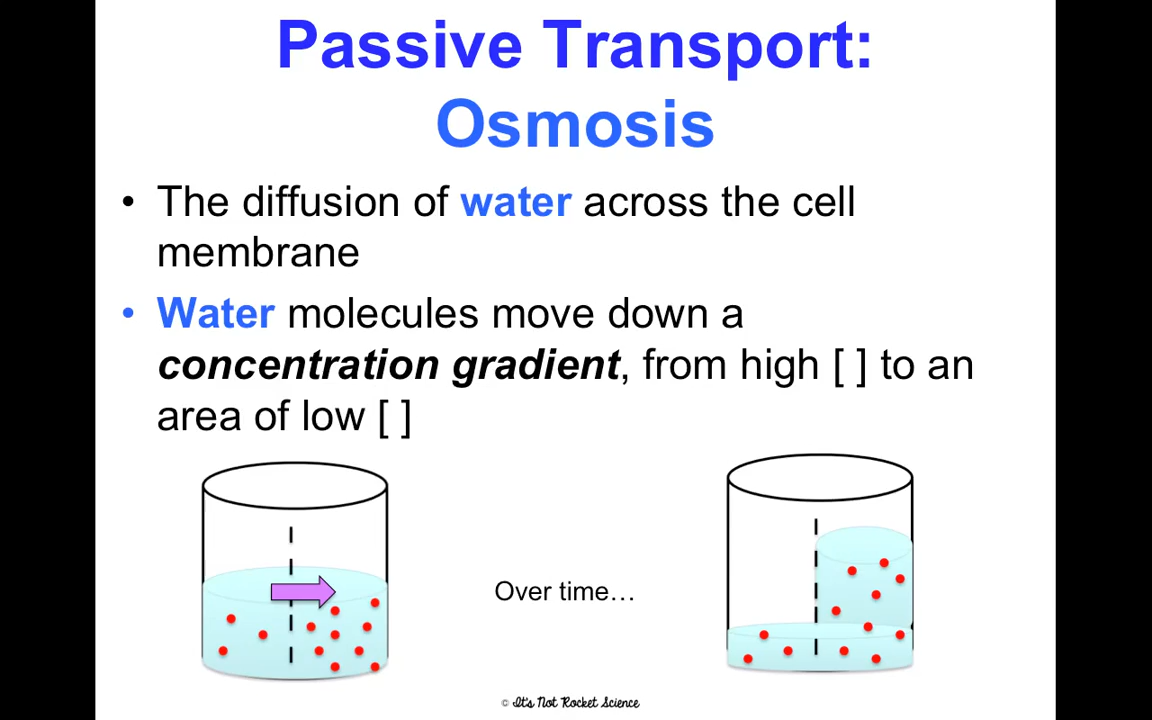 Passive Transport:
Osmosis
• The diffusion of water across the cell
membrane
• Water molecules move down a
concentration gradient, from high [ ] to an
area of low [ ]
Over time…
© It's Not Rocket Science